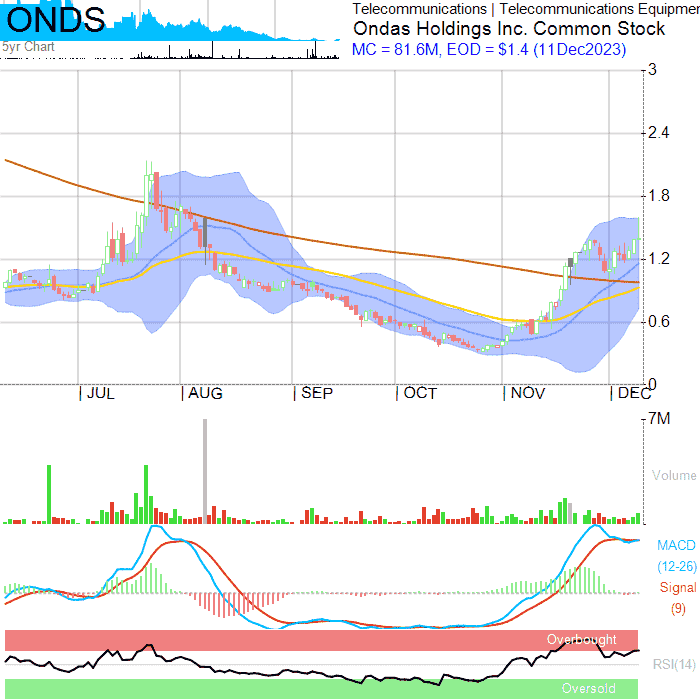 ONDS
Telecommunications | Telecommunications Equipmen
Ondas Holdings Inc. Common Stock
5yr Chart
MC = 81.6M, EOD = $1.4 (11Dec2023)
3
2.4
1.8
1.2
0.6
0
JUL AUG SEP OCT NOV DEC
7M
Volume
MACD
(12-26)
Signal
(9)
Overbought
RSI(14)
Oversold